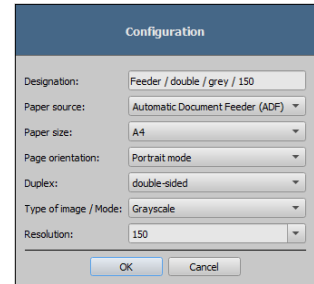 Configuration
Designation: Feeder / double / grey / 150
Paper source: Automatic Document Feeder (ADF)
Paper size: A4
Page orientation: Portrait mode
Duplex: double-sided
Type of image / Mode: Grayscale
Resolution: 150
OK Cancel